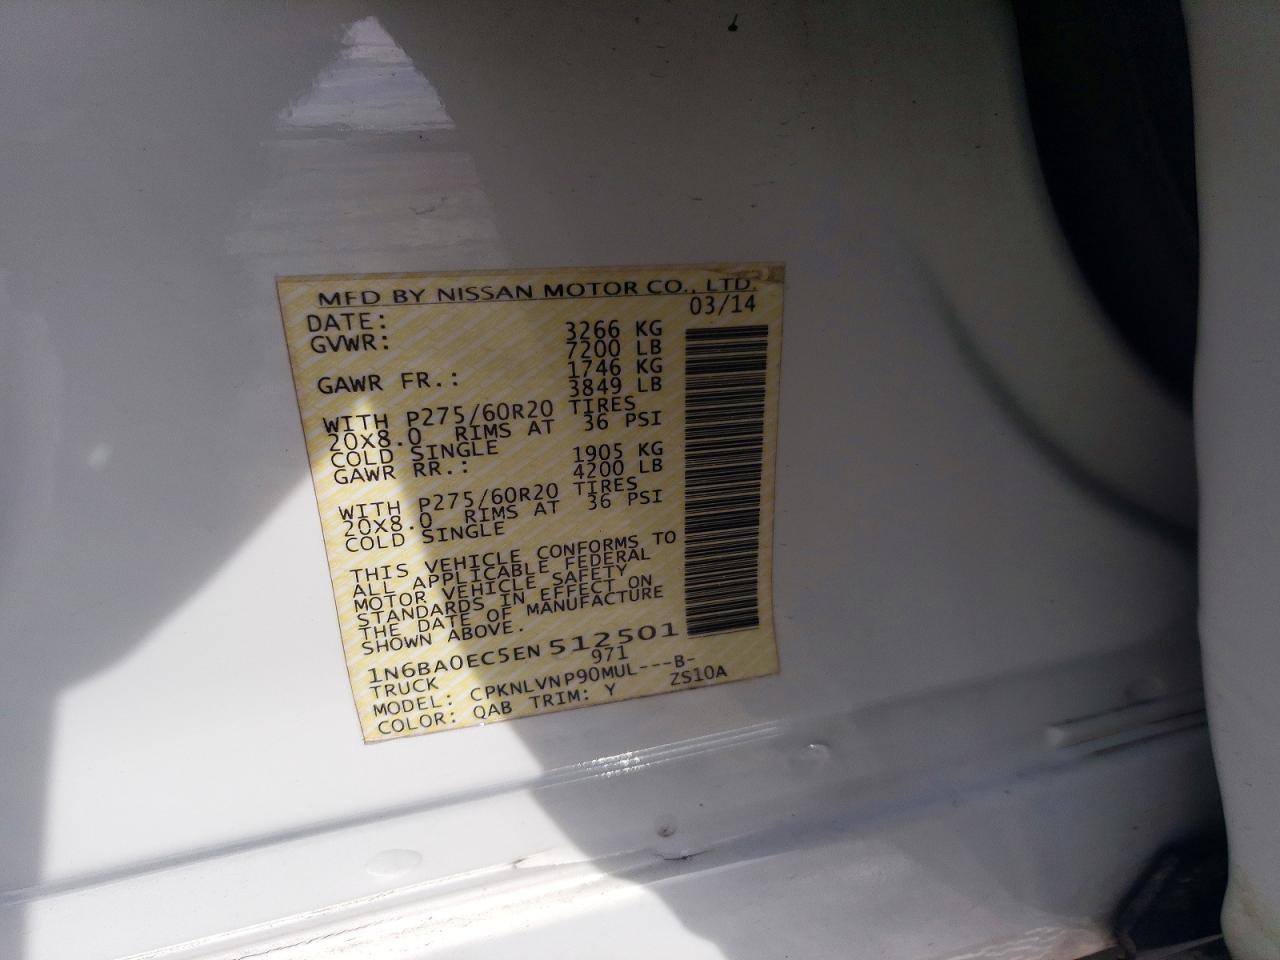 MFD BY NISSAN MOTOR CO., LTD.
DATE: 03/14
GVWR: 3266 KG
7200 LB
GAWR FR.: 1746 KG
3849 LB
WITH P275/60R20 TIRES
20X8.0 RIMS AT 36 PSI
COLD SINGLE
GAWR RR.: 1905 KG
4200 LB
WITH P275/60R20 TIRES
20X8.0 RIMS AT 36 PSI
COLD SINGLE
THIS VEHICLE CONFORMS TO
ALL APPLICABLE FEDERAL
MOTOR VEHICLE SAFETY
STANDARDS IN EFFECT ON
THE DATE OF MANUFACTURE
SHOWN ABOVE.
1N6BA0EC5EN 512501
TRUCK 971
MODEL: CPKNLVNP90MUL---B-
COLOR: QAB TRIM: Y ZS10A